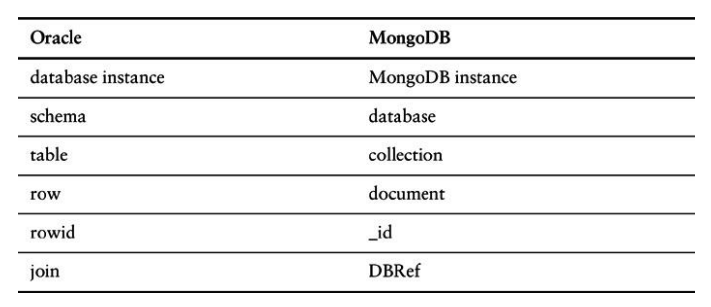 Oracle MongoDB
database instance MongoDB instance
schema database
table collection
row document
rowid _id
join DBRef